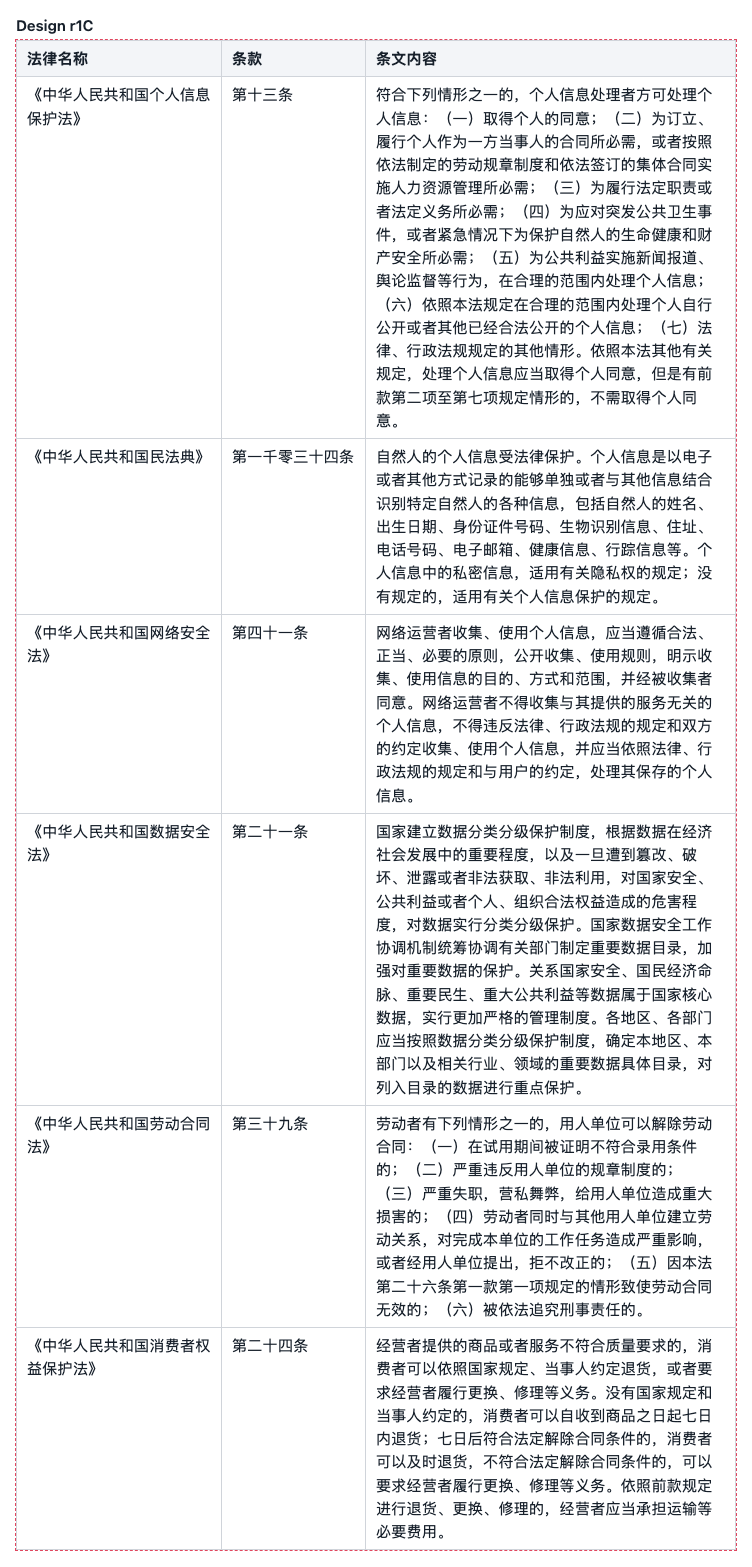 Design r1C
法律名称 条款 条文内容
《中华人民共和国个人信息
保护法》
第十三条
符合下列情形之一的，个人信息处理者方可处理个
人信息：（一）取得个人的同意；（二）为订立、
履行个人作为一方当事人的合同所必需，或者按照
依法制定的劳动规章制度和依法签订的集体合同实
施人力资源管理所必需；（三）为履行法定职责或
者法定义务所必需；（四）为应对突发公共卫生事
件，或者紧急情况下为保护自然人的生命健康和财
产安全所必需；（五）为公共利益实施新闻报道、
舆论监督等行为，在合理的范围内处理个人信息；
（六）依照本法规定在合理的范围内处理个人自行
公开或者其他已经合法公开的个人信息；（七）法
律、行政法规规定的其他情形。依照本法其他有关
规定，处理个人信息应当取得个人同意，但是有前
款第二项至第七项规定情形的，不需取得个人同
意。
《中华人民共和国民法典》
第一千零三十四条
自然人的个人信息受法律保护。个人信息是以电子
或者其他方式记录的能够单独或者与其他信息结合
识别特定自然人的各种信息，包括自然人的姓名、
出生日期、身份证件号码、生物识别信息、住址、
电话号码、电子邮箱、健康信息、行踪信息等。个
人信息中的私密信息，适用有关隐私权的规定；没
有规定的，适用有关个人信息保护的规定。
《中华人民共和国网络安全
法》
第四十一条
网络运营者收集、使用个人信息，应当遵循合法、
正当、必要的原则，公开收集、使用规则，明示收
集、使用信息的目的、方式和范围，并经被收集者
同意。网络运营者不得收集与其提供的服务无关的
个人信息，不得违反法律、行政法规的规定和双方
的约定收集、使用个人信息，并应当依照法律、行
政法规的规定和与用户的约定，处理其保存的个人
信息。
《中华人民共和国数据安全
法》
第二十一条
国家建立数据分类分级保护制度，根据数据在经济
社会发展中的重要程度，以及一旦遭到篡改、破
坏、泄露或者非法获取、非法利用，对国家安全、
公共利益或者个人、组织合法权益造成的危害程
度，对数据实行分类分级保护。国家数据安全工作
协调机制统筹协调有关部门制定重要数据目录，加
强对重要数据的保护。关系国家安全、国民经济命
脉、重要民生、重大公共利益等数据属于国家核心
数据，实行更加严格的管理制度。各地区、各部门
应当按照数据分类分级保护制度，确定本地区、本
部门以及相关行业、领域的重要数据具体目录，对
列入目录的数据进行重点保护。
《中华人民共和国劳动合同
法》
第三十九条
劳动者有下列情形之一的，用人单位可以解除劳动
合同：（一）在试用期间被证明不符合录用条件
的；（二）严重违反用人单位的规章制度的；
（三）严重失职，营私舞弊，给用人单位造成重大
损害的；（四）劳动者同时与其他用人单位建立劳
动关系，对完成本单位的工作任务造成严重影响，
或者经用人单位提出，拒不改正的；（五）因本法
第二十六条第一款第一项规定的情形致使劳动合同
无效的；（六）被依法追究刑事责任的。
《中华人民共和国消费者权
益保护法》
第二十四条
经营者提供的商品或者服务不符合质量要求的，消
费者可以依照国家规定、当事人约定退货，或者要
求经营者履行更换、修理等义务。没有国家规定和
当事人约定的，消费者可以自收到商品之日起七日
内退货；七日后符合法定解除合同条件的，消费者
可以及时退货，不符合法定解除合同条件的，可以
要求经营者履行更换、修理等义务。依照前款规定
进行退货、更换、修理的，经营者应当承担运输等
必要费用。